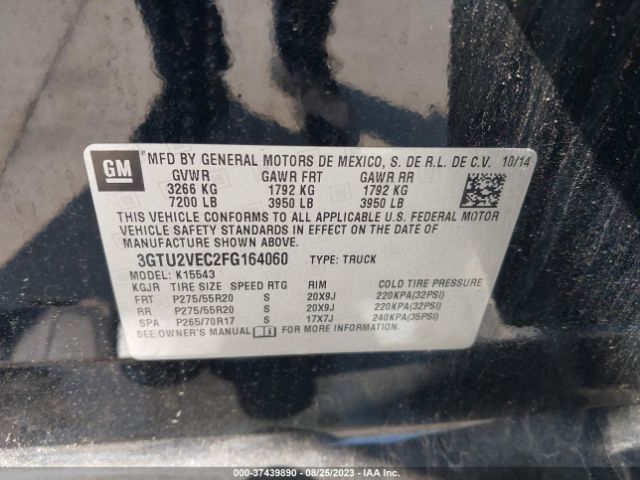 GM
MFD BY GENERAL MOTORS DE MEXICO, S. DE R.L. DE C.V. 10/14
GVWR GAWR FRT GAWR RR
3266 KG 1792 KG 1792 KG
7200 LB 3950 LB 3950 LB
THIS VEHICLE CONFORMS TO ALL APPLICABLE U.S. FEDERAL MOTOR
VEHICLE SAFETY STANDARDS IN EFFECT ON THE DATE OF
MANUFACTURE SHOWN ABOVE.
3GTU2VEC2FG164060 TYPE: TRUCK
MODEL: K15543
KGJR TIRE SIZE SPEED RTG RIM COLD TIRE PRESSURE
FRT P275/55R20 S 20X9J 220KPA(32PSI)
RR P275/55R20 S 20X9J 220KPA(32PSI)
SPA P265/70R17 S 17X7J 240KPA(35PSI)
SEE OWNER'S MANUAL FOR MORE INFORMATION.
000-37439890 - 08/25/2023 - IAA Inc.